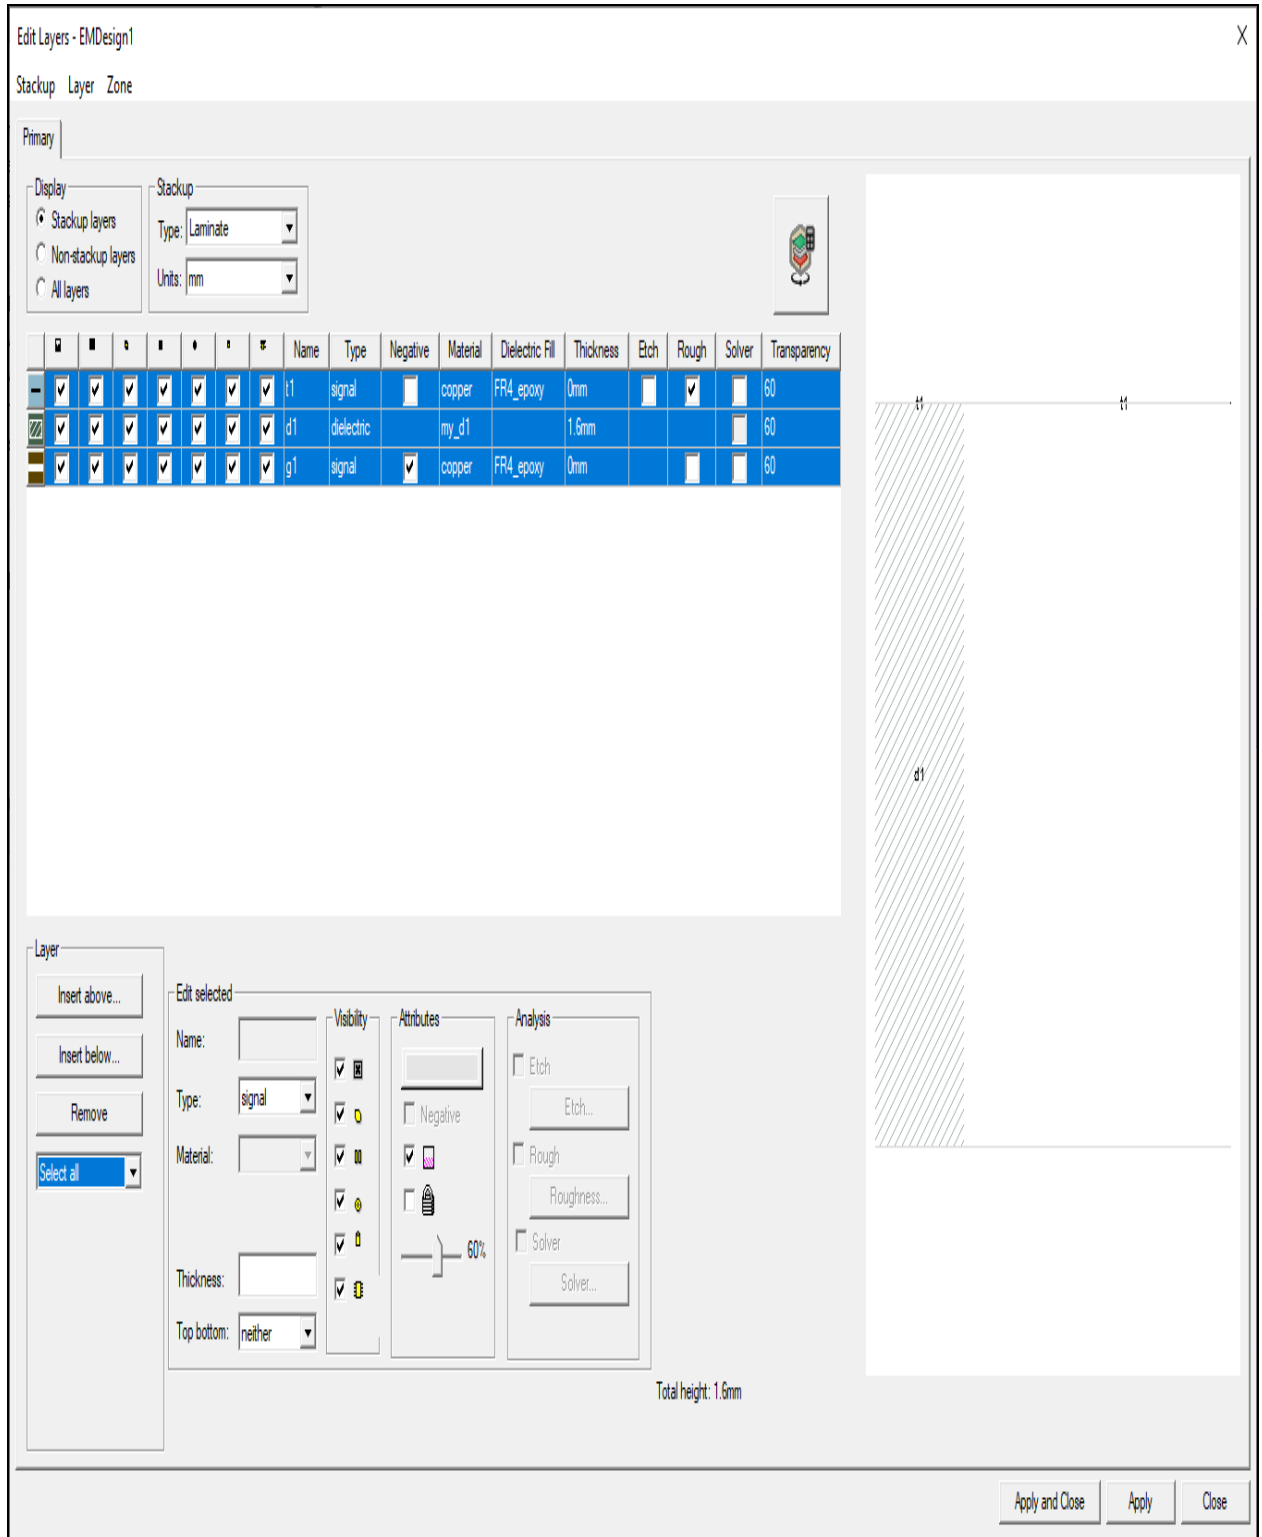 Edit Layers - EMDesign1
Stackup Layer Zone
Primary
Display
Stackup layers
Non-stackup layers
All layers
Stackup
Type: Laminate
Units: mm
Name Type Negative Material Dielectric Fill Thickness Etch Rough Solver Transparency
t1 signal copper FR4_epoxy 0mm 60
d1 dielectric my_d1 1.6mm 60
g1 signal copper FR4_epoxy 0mm 60
t1 t1
d1
Layer
Insert above...
Insert below...
Remove
Select all
Edit selected
Name:
Type: signal
Material:
Thickness:
Top bottom: neither
Visibility
Attributes
Negative
60%
Analysis
Etch
Etch...
Rough
Roughness...
Solver
Solver...
Total height: 1.6mm
Apply and Close Apply Close